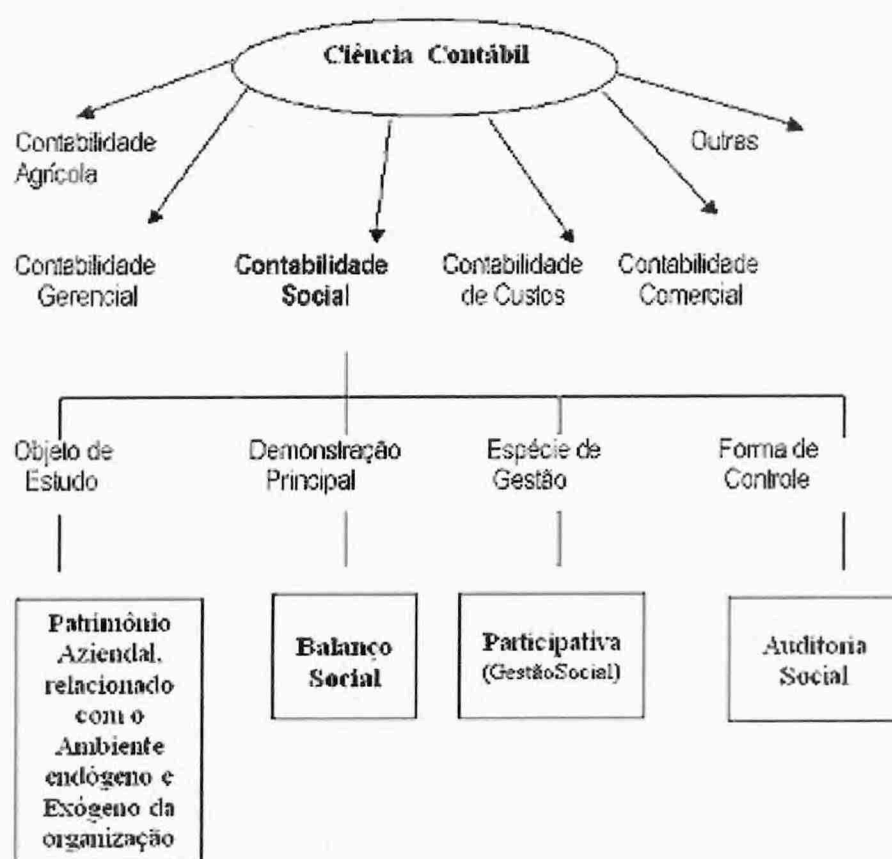 Ciência Contábil
Contabilidade
Agrícola
Outras
Contabilidade
Gerencial
Contabilidade
Social
Contabilidade
de Custos
Contabilidade
Comercial
Objeto de
Estudo
Demonstração
Principal
Espécie de
Gestão
Forma de
Controle
Patrimônio
Aziendal,
relacionado
com o
Ambiente
endógeno e
Exógeno da
organização
Balanço
Social
Participativa
(GestãoSocial)
Auditoria
Social